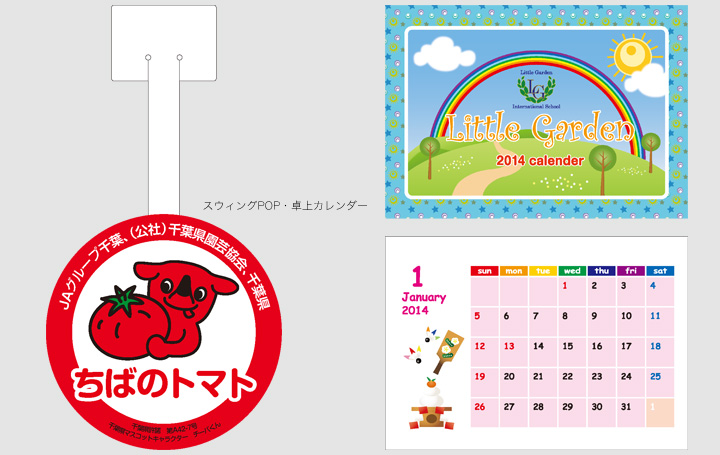 スウィングPOP・卓上カレンダー
JAグループ千葉、(公社)千葉県園芸協会、千葉県
ちばのトマト
千葉県許諾 第A42-7号
千葉県マスコットキャラクター チーバくん
Little Garden
LG
International School
Little Garden
2014 calender
1
January
2014
sun mon tue wed thu fri sat
1 2 3 4
5 6 7 8 9 10 11
12 13 14 15 16 17 18
19 20 21 22 23 24 25
26 27 28 29 30 31 1